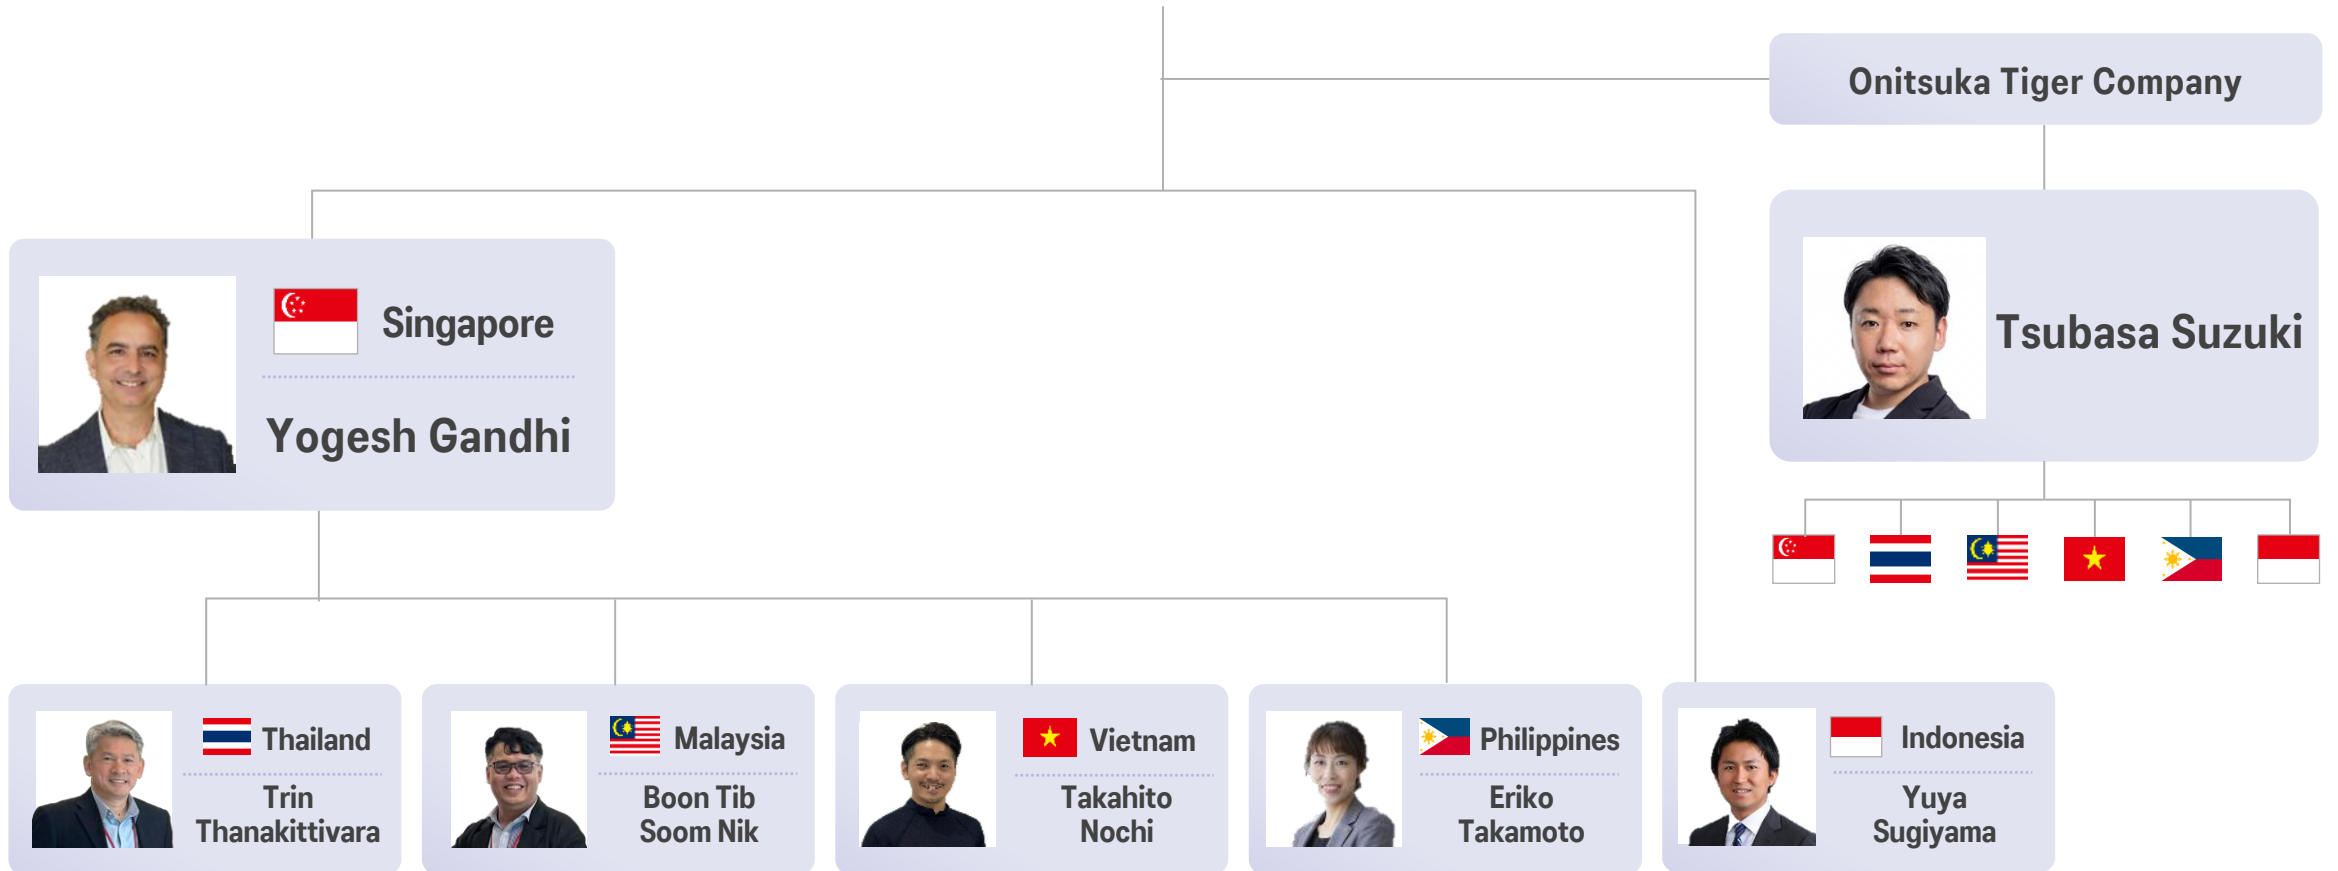 Onitsuka Tiger Company
Singapore
Yogesh Gandhi
Tsubasa Suzuki
Thailand
Trin
Thanakittivara
Malaysia
Boon Tib
Soom Nik
Vietnam
Takahito
Nochi
Philippines
Eriko
Takamoto
Indonesia
Yuya
Sugiyama